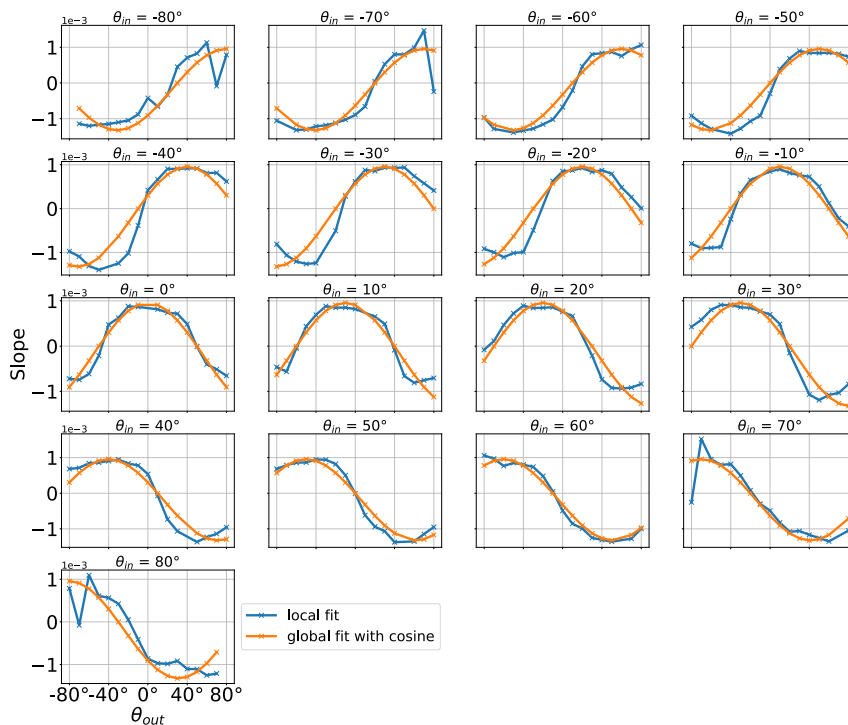 θin = -80° θin = -70° θin = -60° θin = -50°
1e−3
1
0
−1
θin = -40° θin = -30° θin = -20° θin = -10°
1e−3
1
0
−1
θin = 0° θin = 10° θin = 20° θin = 30°
1e−3
1
0
−1
Slope
θin = 40° θin = 50° θin = 60° θin = 70°
1e−3
1
0
−1
θin = 80°
1e−3
1
0
−1
local fit
global fit with cosine
-80° -40° 0° 40° 80°
θout